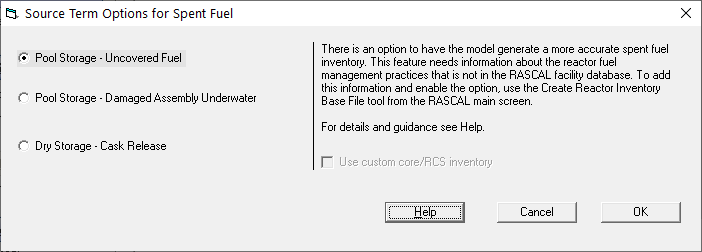 Source Term Options for Spent Fuel
Pool Storage - Uncovered Fuel
Pool Storage - Damaged Assembly Underwater
Dry Storage - Cask Release
There is an option to have the model generate a more accurate spent fuel
inventory. This feature needs information about the reactor fuel
management practices that is not in the RASCAL facility database. To add
this information and enable the option, use the Create Reactor Inventory
Base File tool from the RASCAL main screen.
For details and guidance see Help.
Use custom core/RCS inventory
Help
Cancel
OK